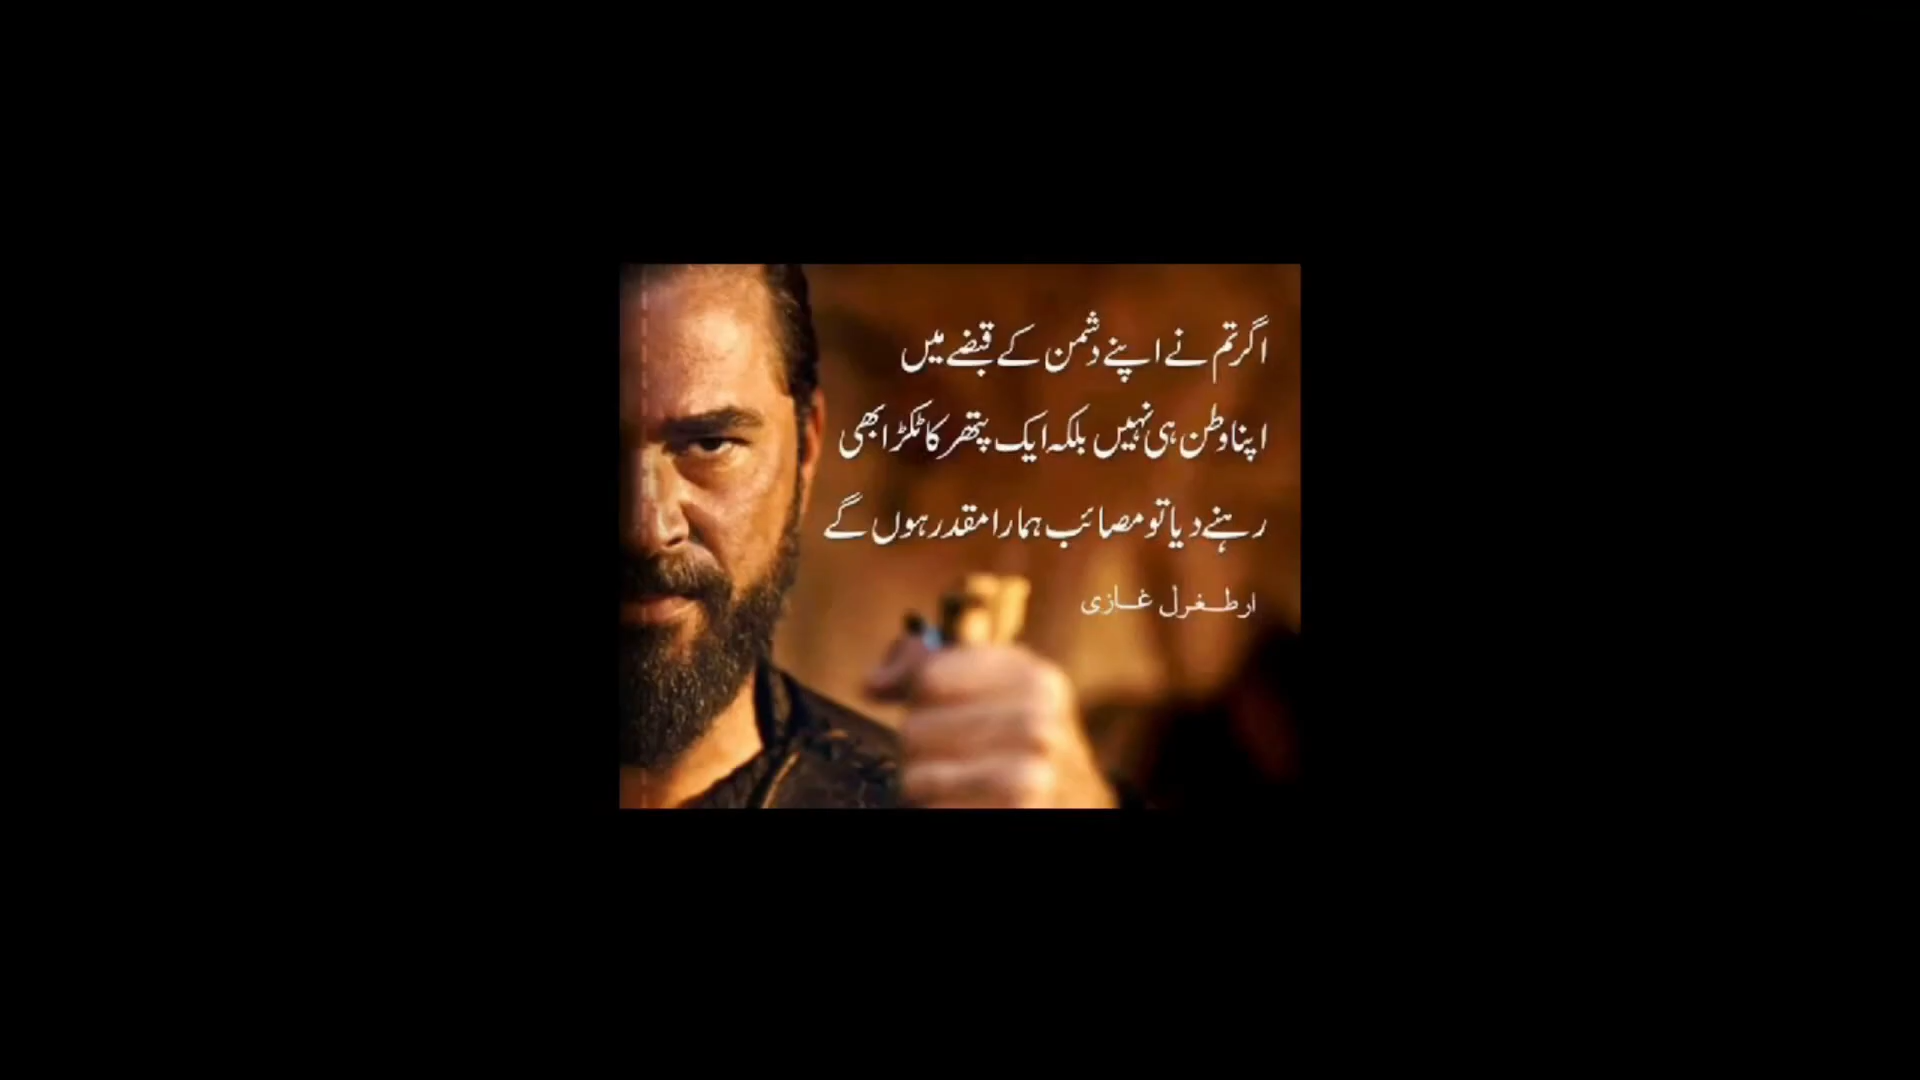 اگر تم نے اپنے دشمن کے قبضے میں
اپنا وطن ہی نہیں بلکہ ایک پتھر کا ٹکڑا بھی
رہنے دیا تو مصائب ہمارا مقدر ہوں گے
ارطغرل غازی